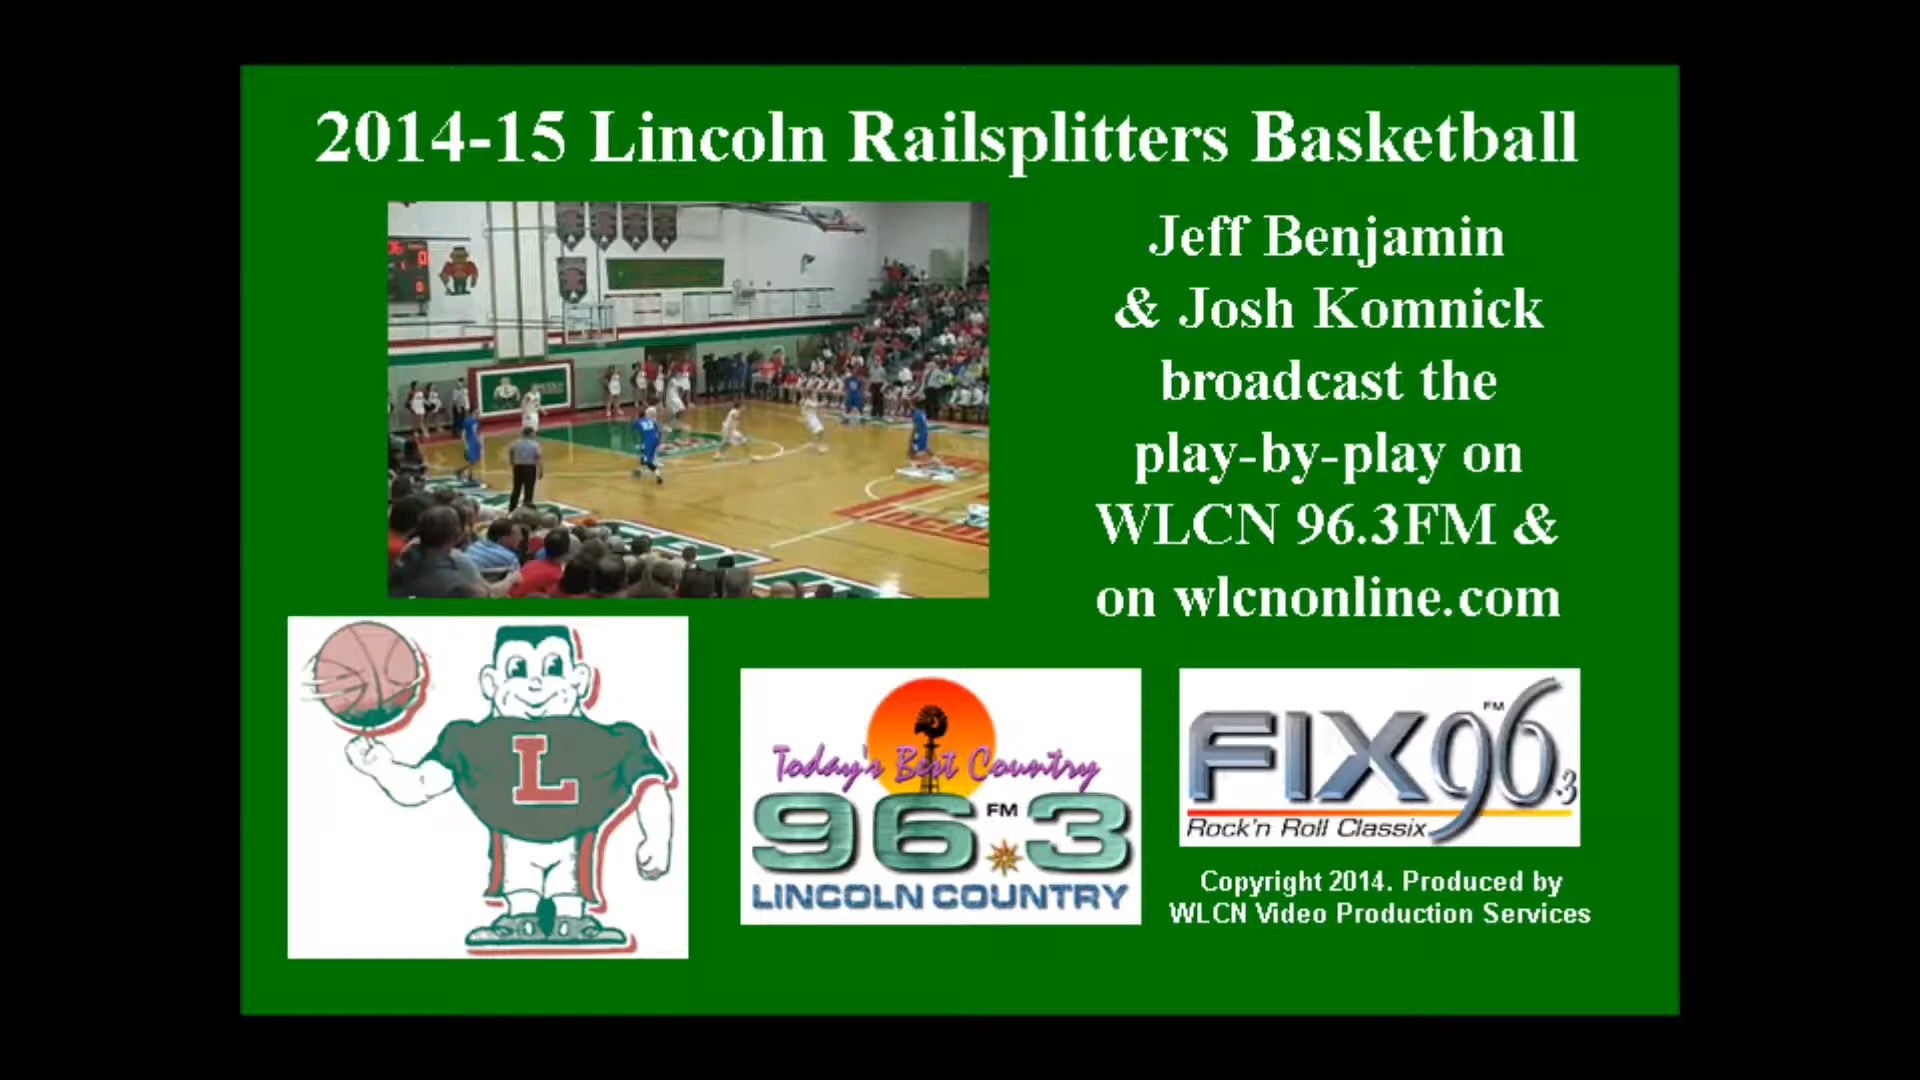 2014-15 Lincoln Railsplitters Basketball
Jeff Benjamin
& Josh Komnick
broadcast the
play-by-play on
WLCN 96.3FM &
on wlcnonline.com
L
Today's Best Country
96.3 FM
LINCOLN COUNTRY
FIX 96.3 FM
Rock'n Roll Classix
Copyright 2014. Produced by
WLCN Video Production Services